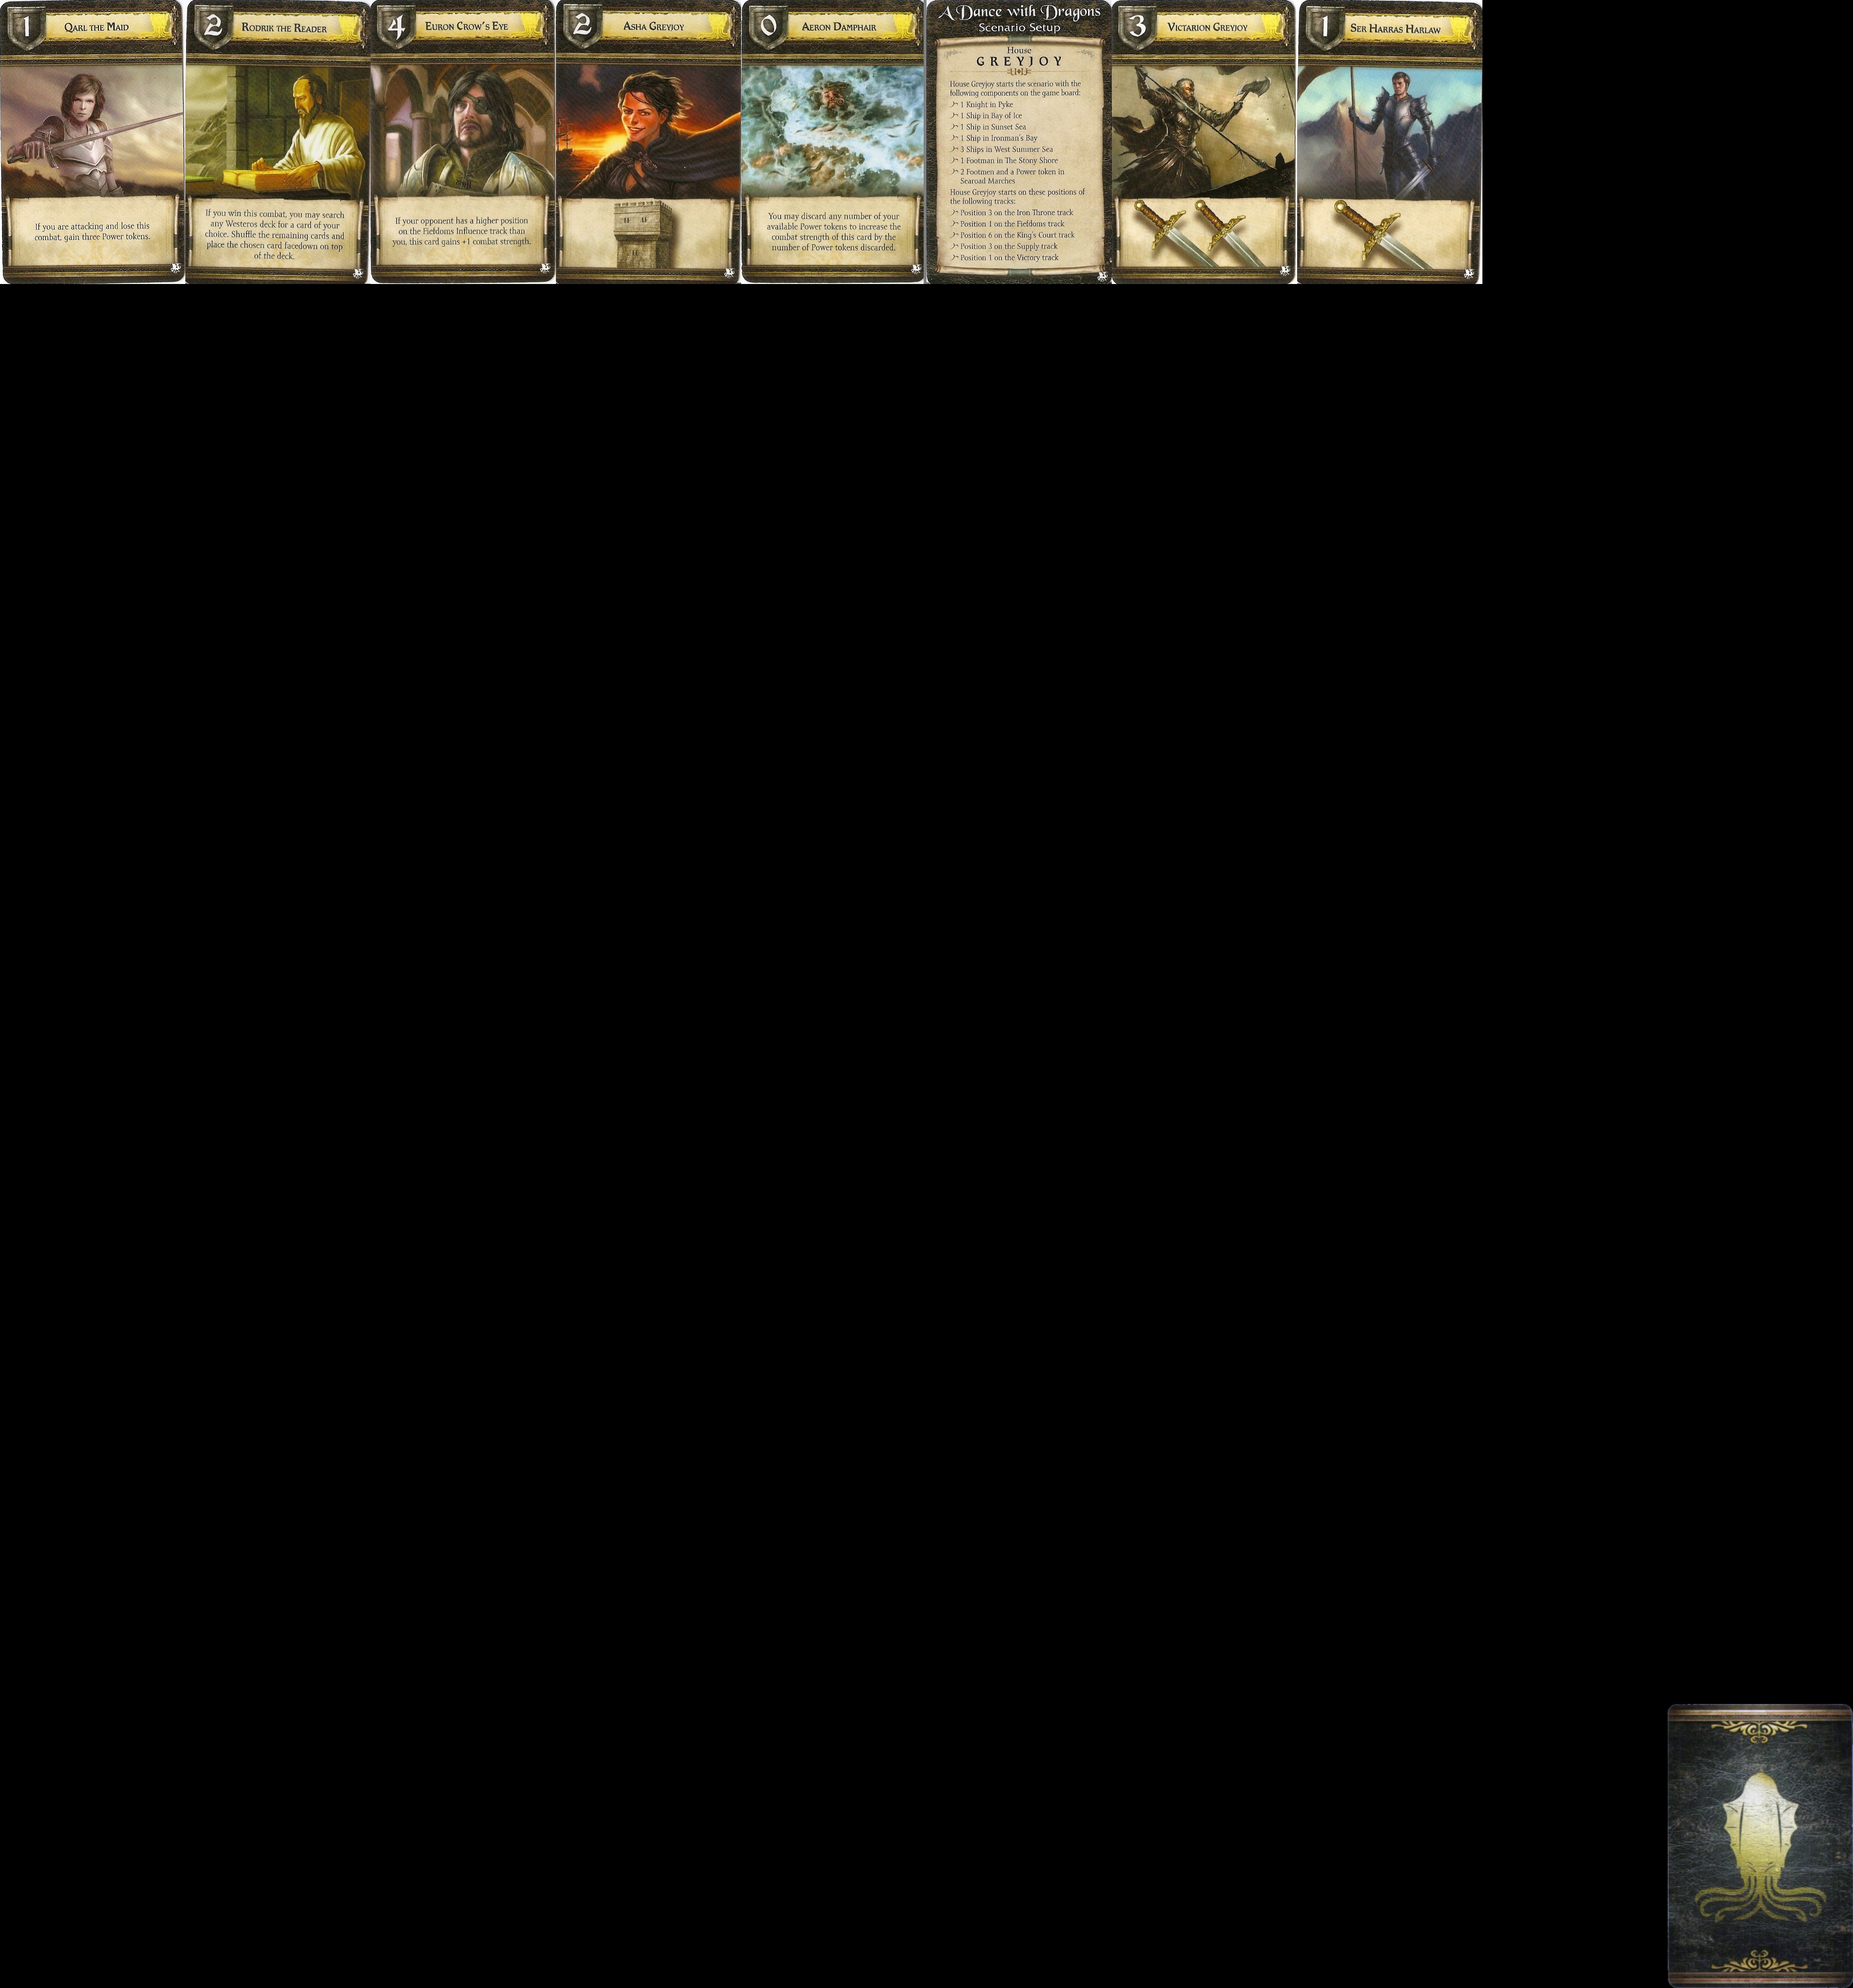 1
QARL THE MAID
If you are attacking and lose this
combat, gain three Power tokens.
2
RODRIK THE READER
If you win this combat, you may search
any Westeros deck for a card of your
choice. Shuffle the remaining cards and
place the chosen card facedown on top
of the deck.
4
EURON CROW'S EYE
If your opponent has a higher position
on the Fiefdoms Influence track than
you, this card gains +1 combat strength.
2
ASHA GREYJOY
0
AERON DAMPHAIR
You may discard any number of your
available Power tokens to increase the
combat strength of this card by the
number of Power tokens discarded.
A Dance with Dragons
Scenario Setup
House
GREYJOY
House Greyjoy starts the scenario with the
following components on the game board:
1 Knight in Pyke
1 Ship in Bay of Ice
1 Ship in Sunset Sea
1 Ship in Ironman's Bay
3 Ships in West Summer Sea
1 Footman in The Stony Shore
2 Footmen and a Power token in
Searoad Marches
House Greyjoy starts on these positions of
the following tracks:
Position 3 on the Iron Throne track
Position 1 on the Fiefdoms track
Position 6 on the King's Court track
Position 3 on the Supply track
Position 1 on the Victory track
3
VICTARION GREYJOY
1
SER HARRAS HARLAW